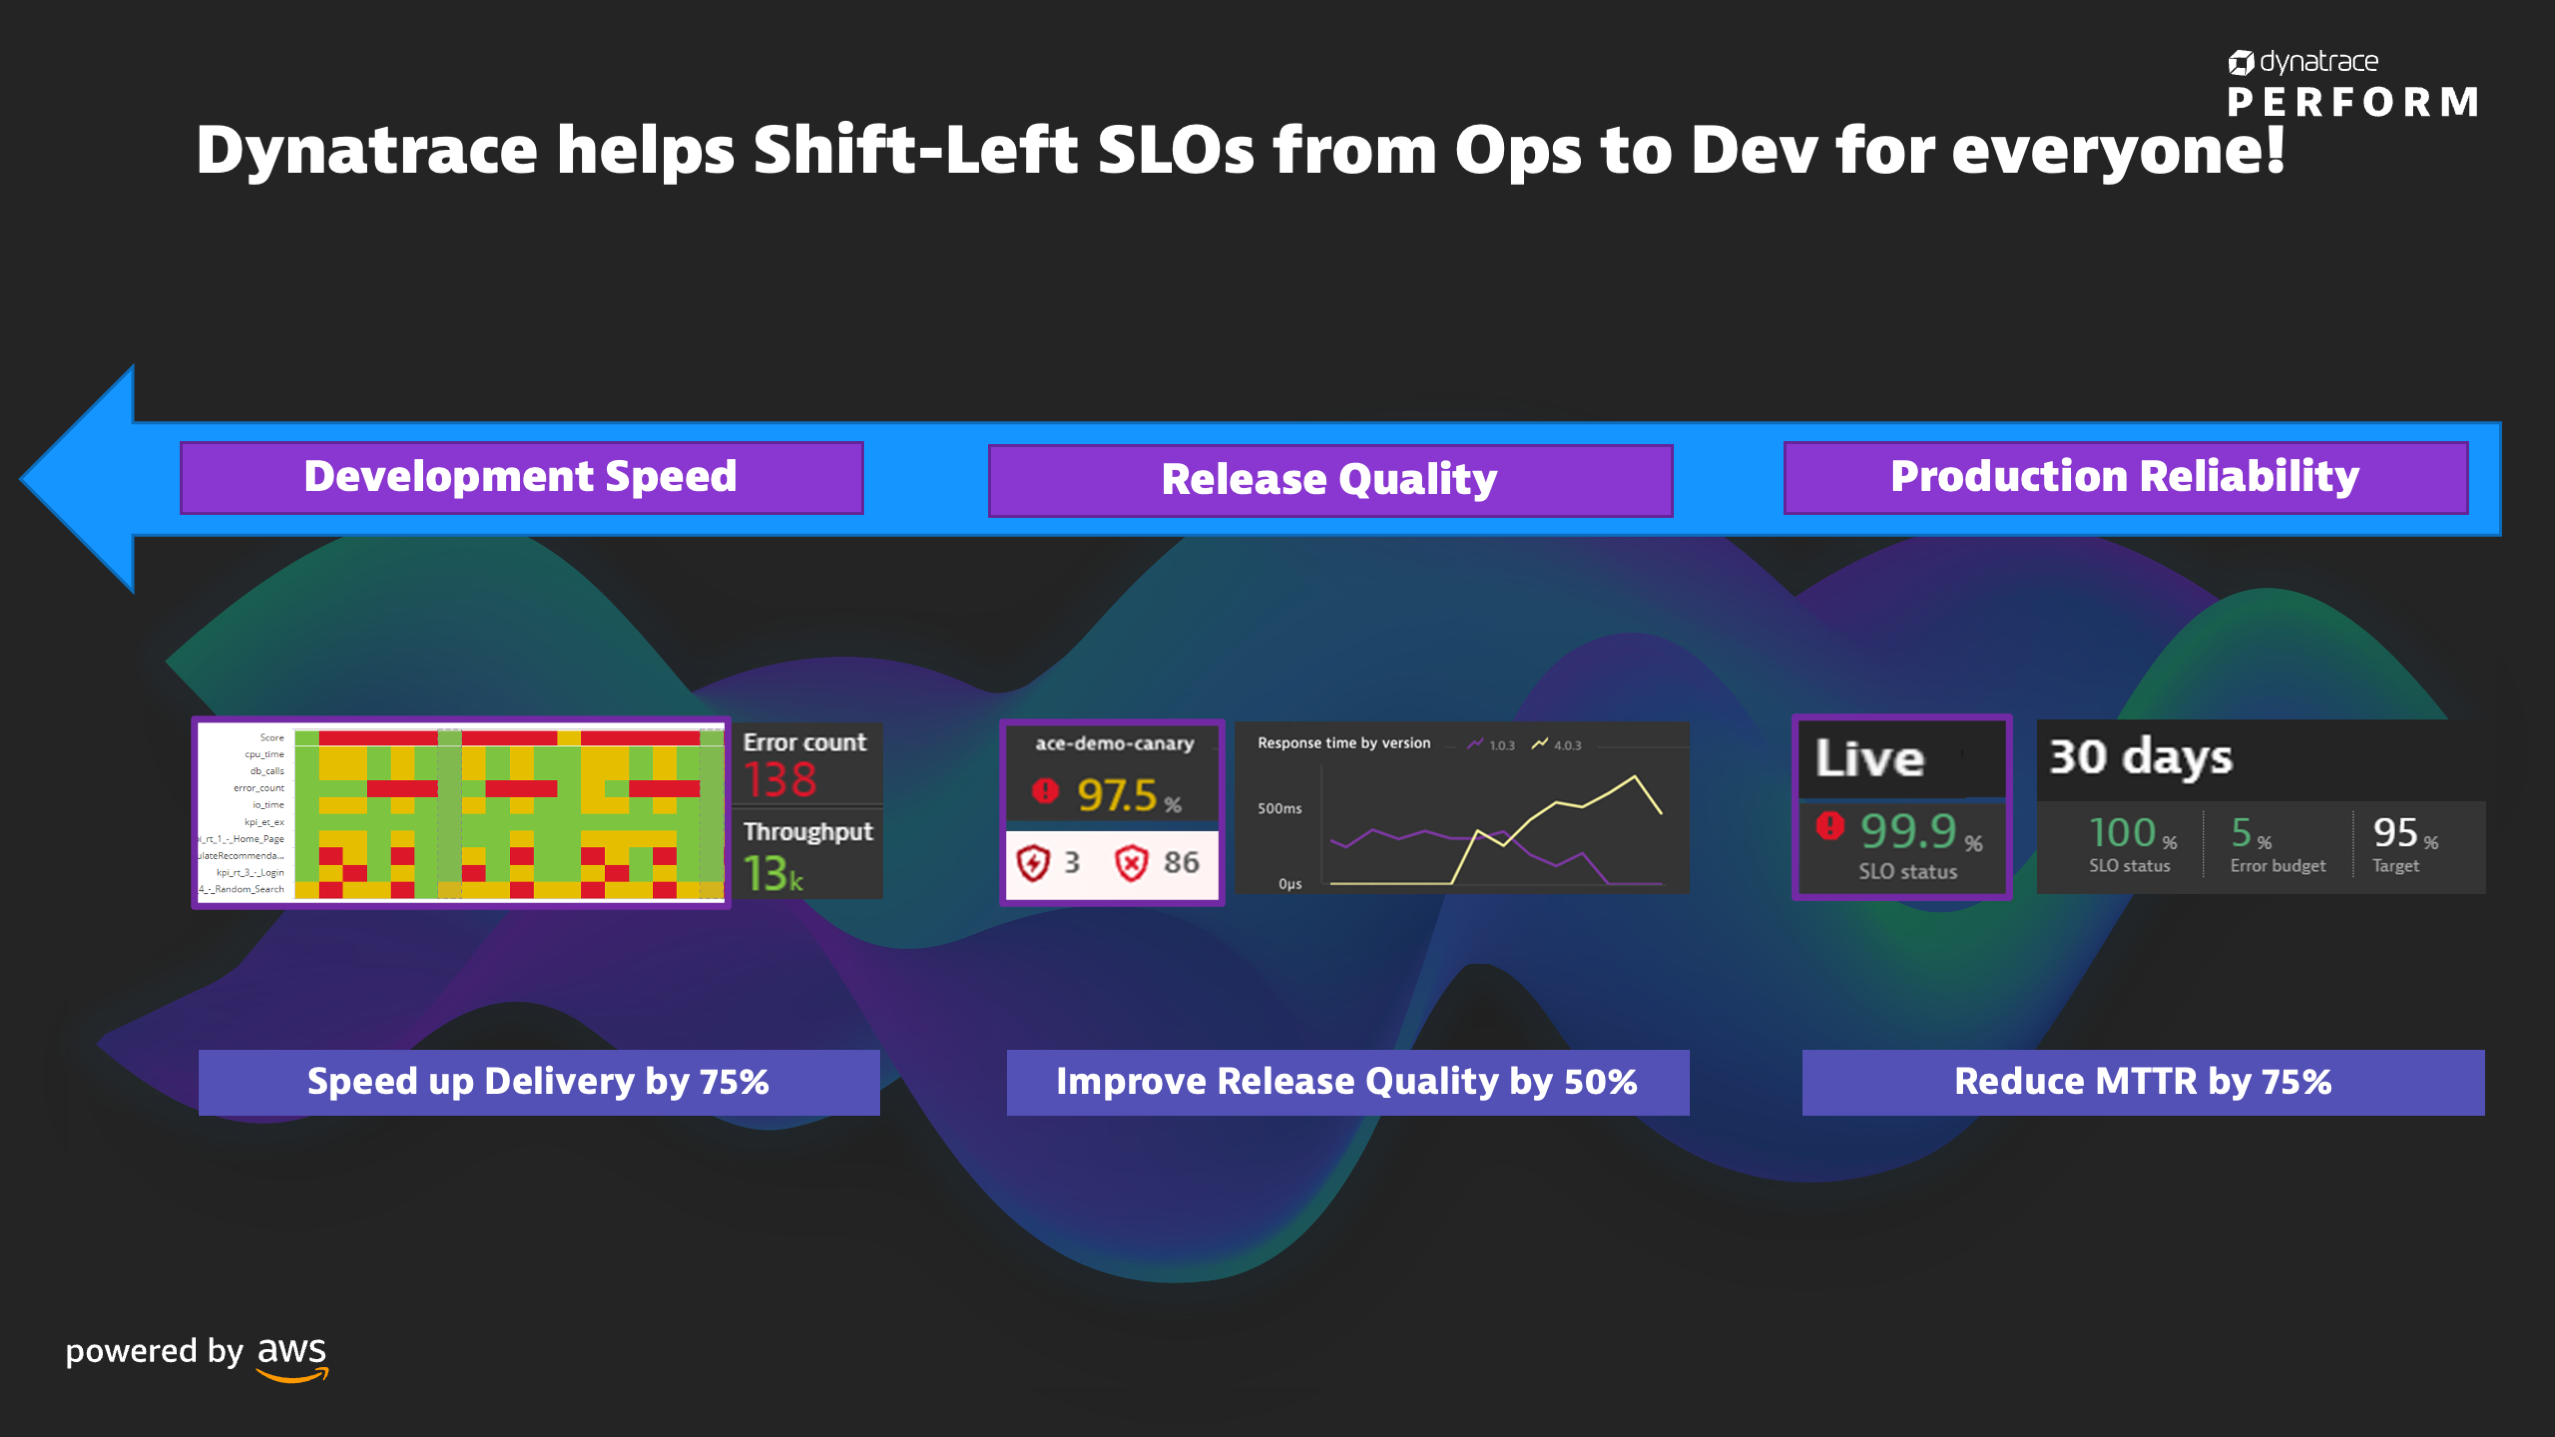 dynatrace
PERFORM
Dynatrace helps Shift-Left SLOs from Ops to Dev for everyone!
Development Speed
Release Quality
Production Reliability
Score
cpu_time
db_calls
error_count
io_time
kpi_et_ex
_rt_1_-_Home_Page
ulateRecommenda...
kpi_rt_3_-_Login
4_-_Random_Search
Error count
138
Throughput
13k
ace-demo-canary
97.5 %
3 86
Response time by version 1.0.3 4.0.3
500ms
0µs
Live
99.9 %
SLO status
30 days
100 % 5 % 95 %
SLO status Error budget Target
Speed up Delivery by 75%
Improve Release Quality by 50%
Reduce MTTR by 75%
powered by aws